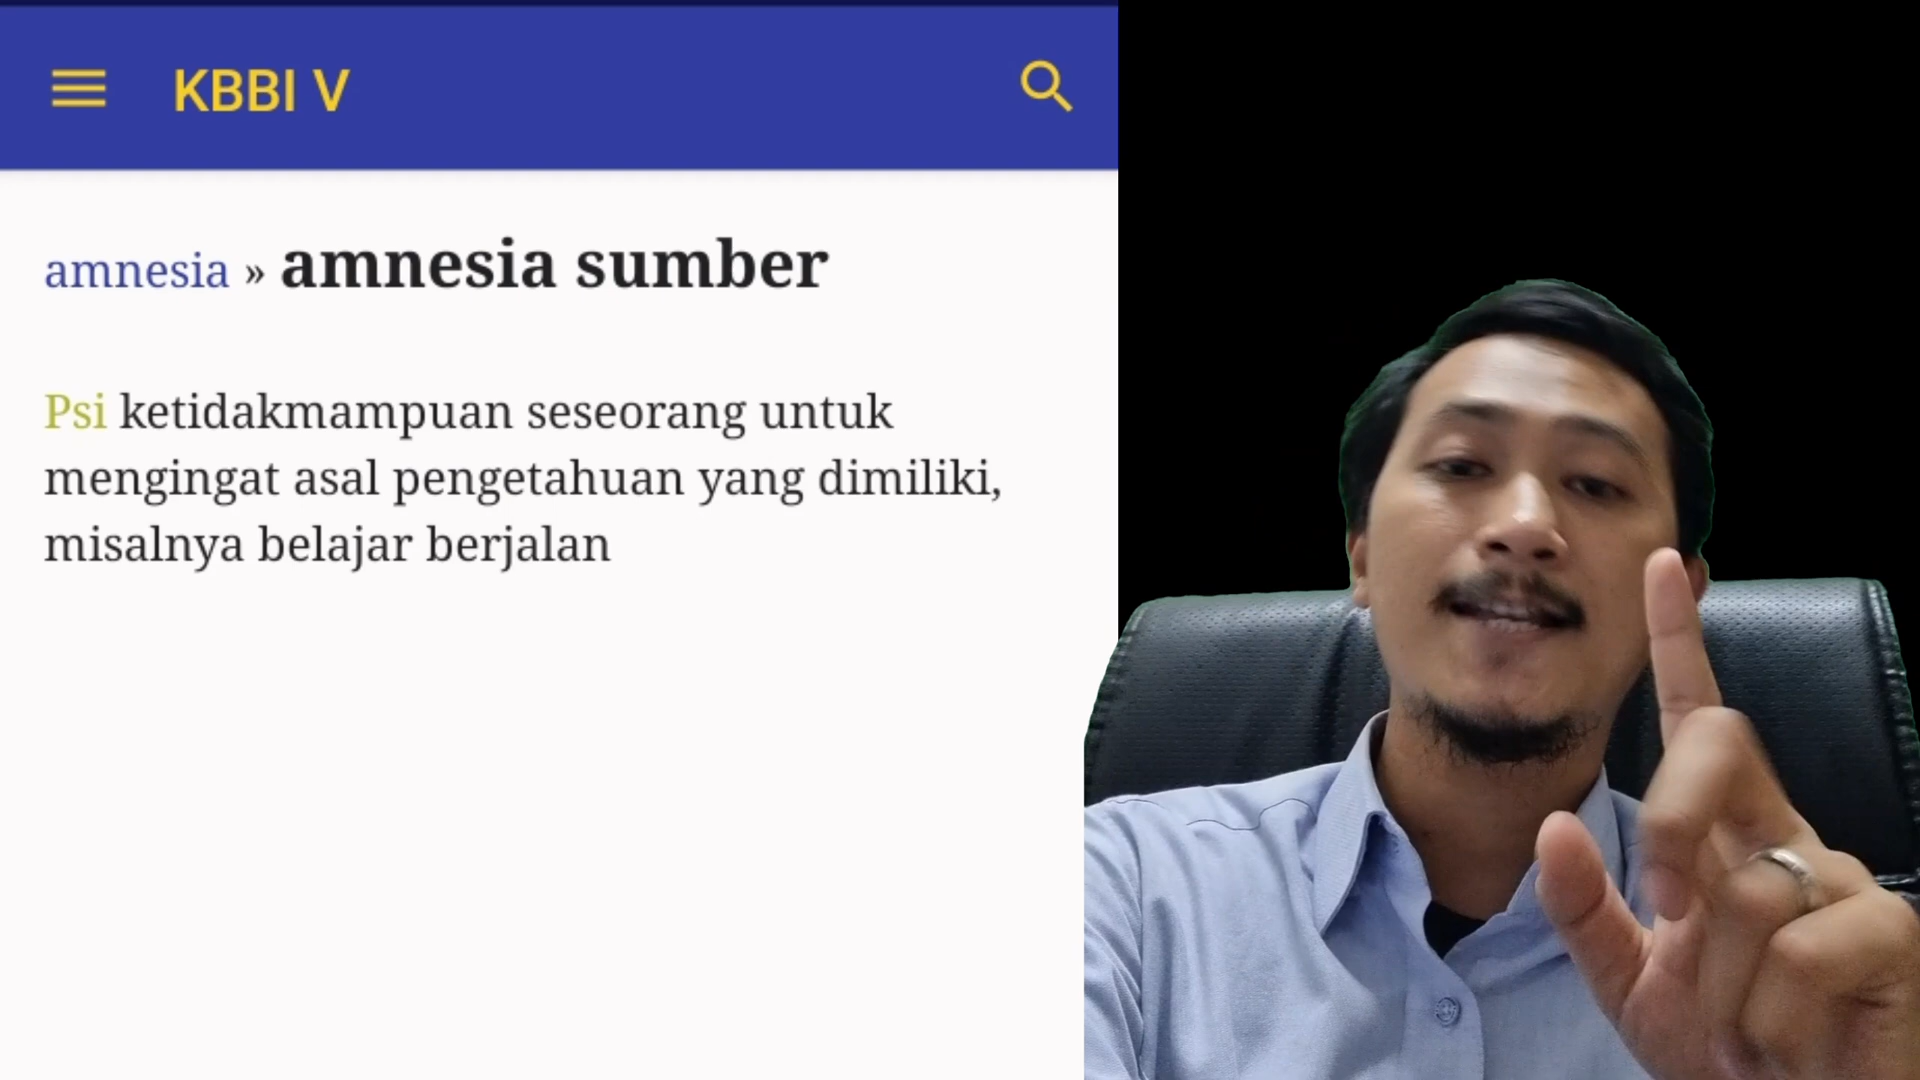 KBBI V
amnesia » amnesia sumber
Psi ketidakmampuan seseorang untuk
mengingat asal pengetahuan yang dimiliki,
misalnya belajar berjalan